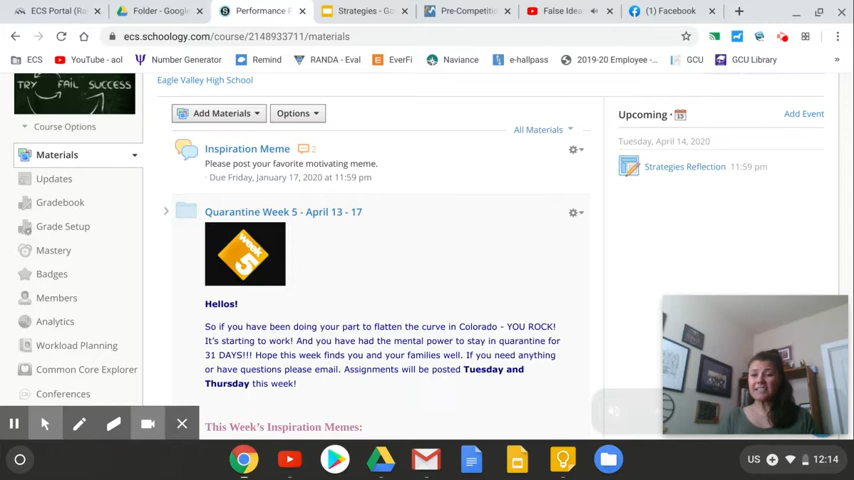 ECS Portal (Ra
Folder - Google
Performance P
Strategies - Go
Pre-Competitio
False Ideas
(1) Facebook
ecs.schoology.com/course/2148933711/materials
ECS
YouTube - aol
Number Generator
Remind
RANDA - Eval
EverFi
Naviance
e-hallpass
2019-20 Employee -...
GCU
GCU Library
TRY FAIL SUCCESS
Eagle Valley High School
Course Options
Add Materials
Options
Upcoming
13
Add Event
All Materials
Tuesday, April 14, 2020
Strategies Reflection 11:59 pm
Materials
Updates
Gradebook
Grade Setup
Mastery
Badges
Members
Analytics
Workload Planning
Common Core Explorer
Conferences
Inspiration Meme 2
Please post your favorite motivating meme.
· Due Friday, January 17, 2020 at 11:59 pm
Quarantine Week 5 - April 13 - 17
week
5
Hellos!
So if you have been doing your part to flatten the curve in Colorado - YOU ROCK!
It's starting to work! And you have had the mental power to stay in quarantine for
31 DAYS!!! Hope this week finds you and your families well. If you need anything
or have questions please email. Assignments will be posted Tuesday and
Thursday this week!
This Week's Inspiration Memes:
US
12:14